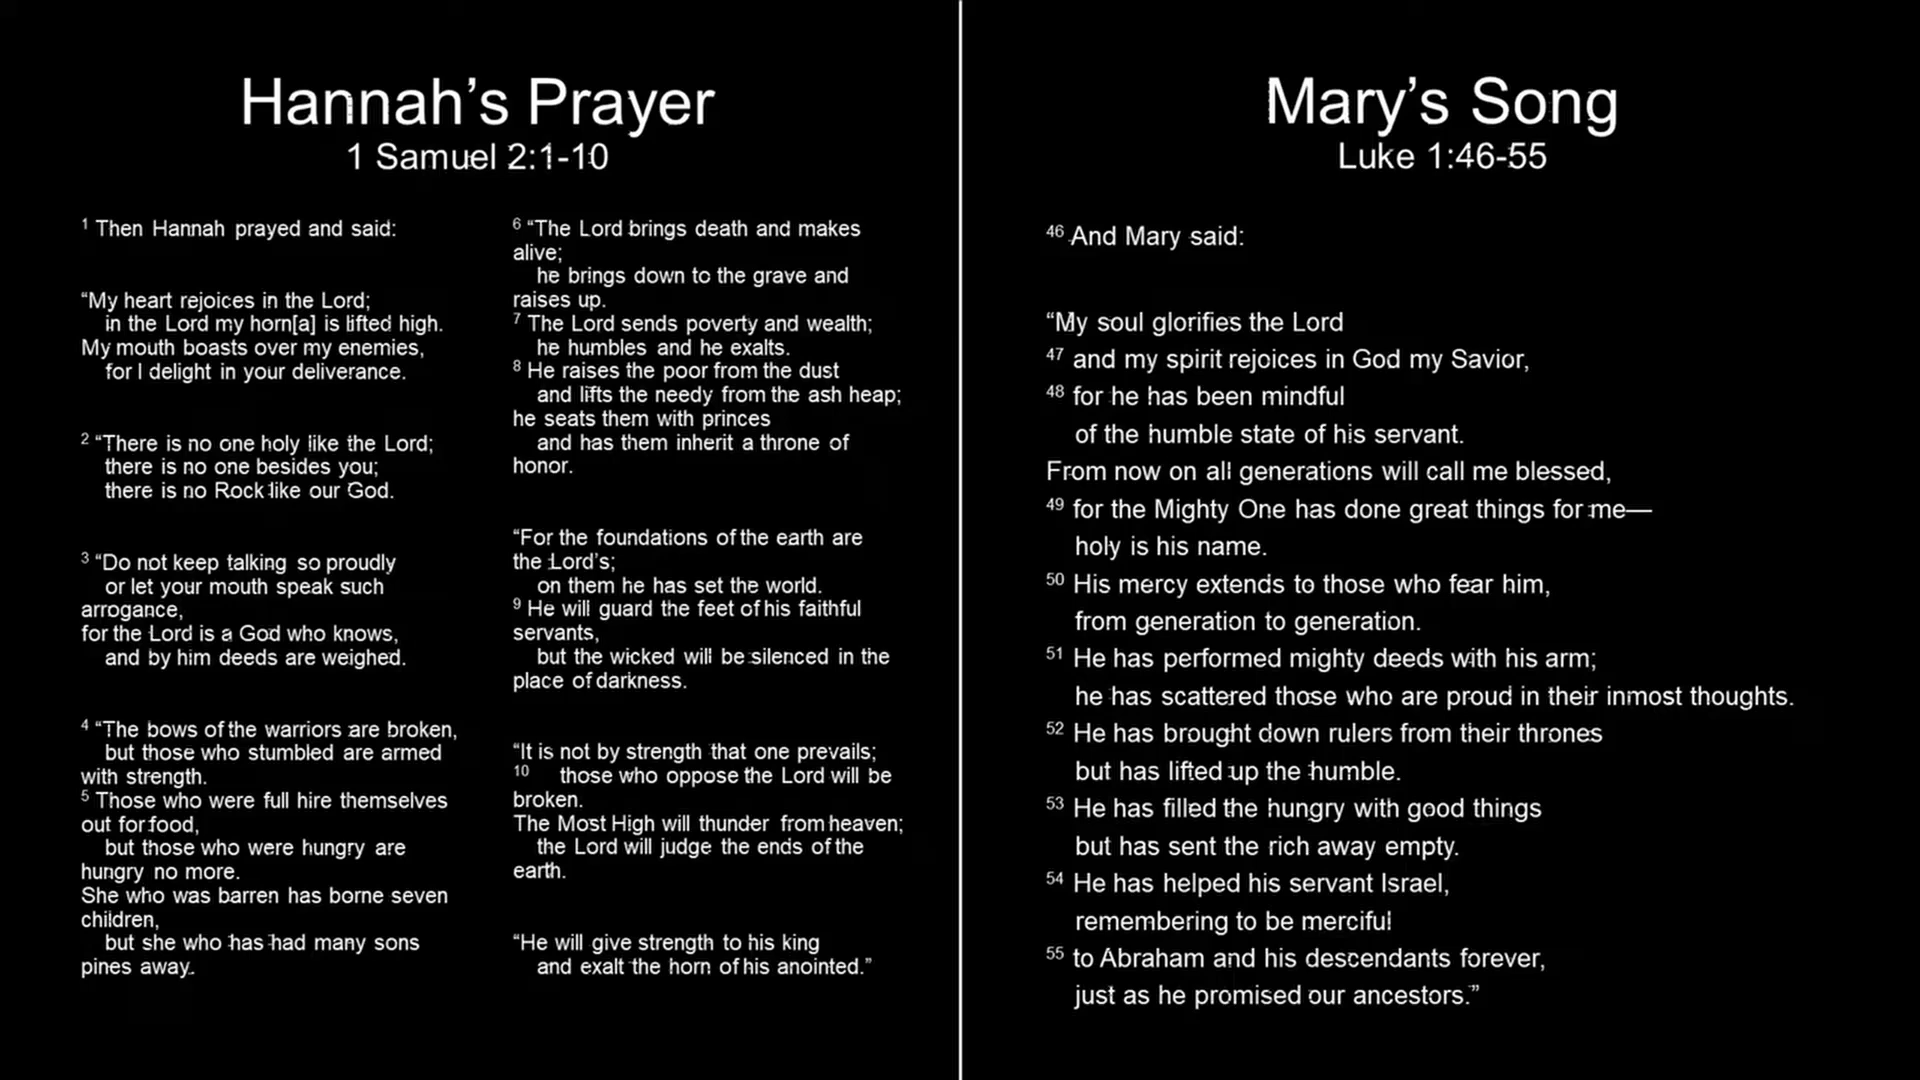 Hannah’s Prayer
1 Samuel 2:1-10
1 Then Hannah prayed and said:
“My heart rejoices in the Lord;
in the Lord my horn[a] is lifted high.
My mouth boasts over my enemies,
for I delight in your deliverance.
2 “There is no one holy like the Lord;
there is no one besides you;
there is no Rock like our God.
3 “Do not keep talking so proudly
or let your mouth speak such
arrogance,
for the Lord is a God who knows,
and by him deeds are weighed.
4 “The bows of the warriors are broken,
but those who stumbled are armed
with strength.
5 Those who were full hire themselves
out for food,
but those who were hungry are
hungry no more.
She who was barren has borne seven
children,
but she who has had many sons
pines away.
6 “The Lord brings death and makes
alive;
he brings down to the grave and
raises up.
7 The Lord sends poverty and wealth;
he humbles and he exalts.
8 He raises the poor from the dust
and lifts the needy from the ash heap;
he seats them with princes
and has them inherit a throne of
honor.
“For the foundations of the earth are
the Lord’s;
on them he has set the world.
9 He will guard the feet of his faithful
servants,
but the wicked will be silenced in the
place of darkness.
“It is not by strength that one prevails;
10 those who oppose the Lord will be
broken.
The Most High will thunder from heaven;
the Lord will judge the ends of the
earth.
“He will give strength to his king
and exalt the horn of his anointed.”
Mary’s Song
Luke 1:46-55
46 And Mary said:
“My soul glorifies the Lord
47 and my spirit rejoices in God my Savior,
48 for he has been mindful
of the humble state of his servant.
From now on all generations will call me blessed,
49 for the Mighty One has done great things for me—
holy is his name.
50 His mercy extends to those who fear him,
from generation to generation.
51 He has performed mighty deeds with his arm;
he has scattered those who are proud in their inmost thoughts.
52 He has brought down rulers from their thrones
but has lifted up the humble.
53 He has filled the hungry with good things
but has sent the rich away empty.
54 He has helped his servant Israel,
remembering to be merciful
55 to Abraham and his descendants forever,
just as he promised our ancestors.”